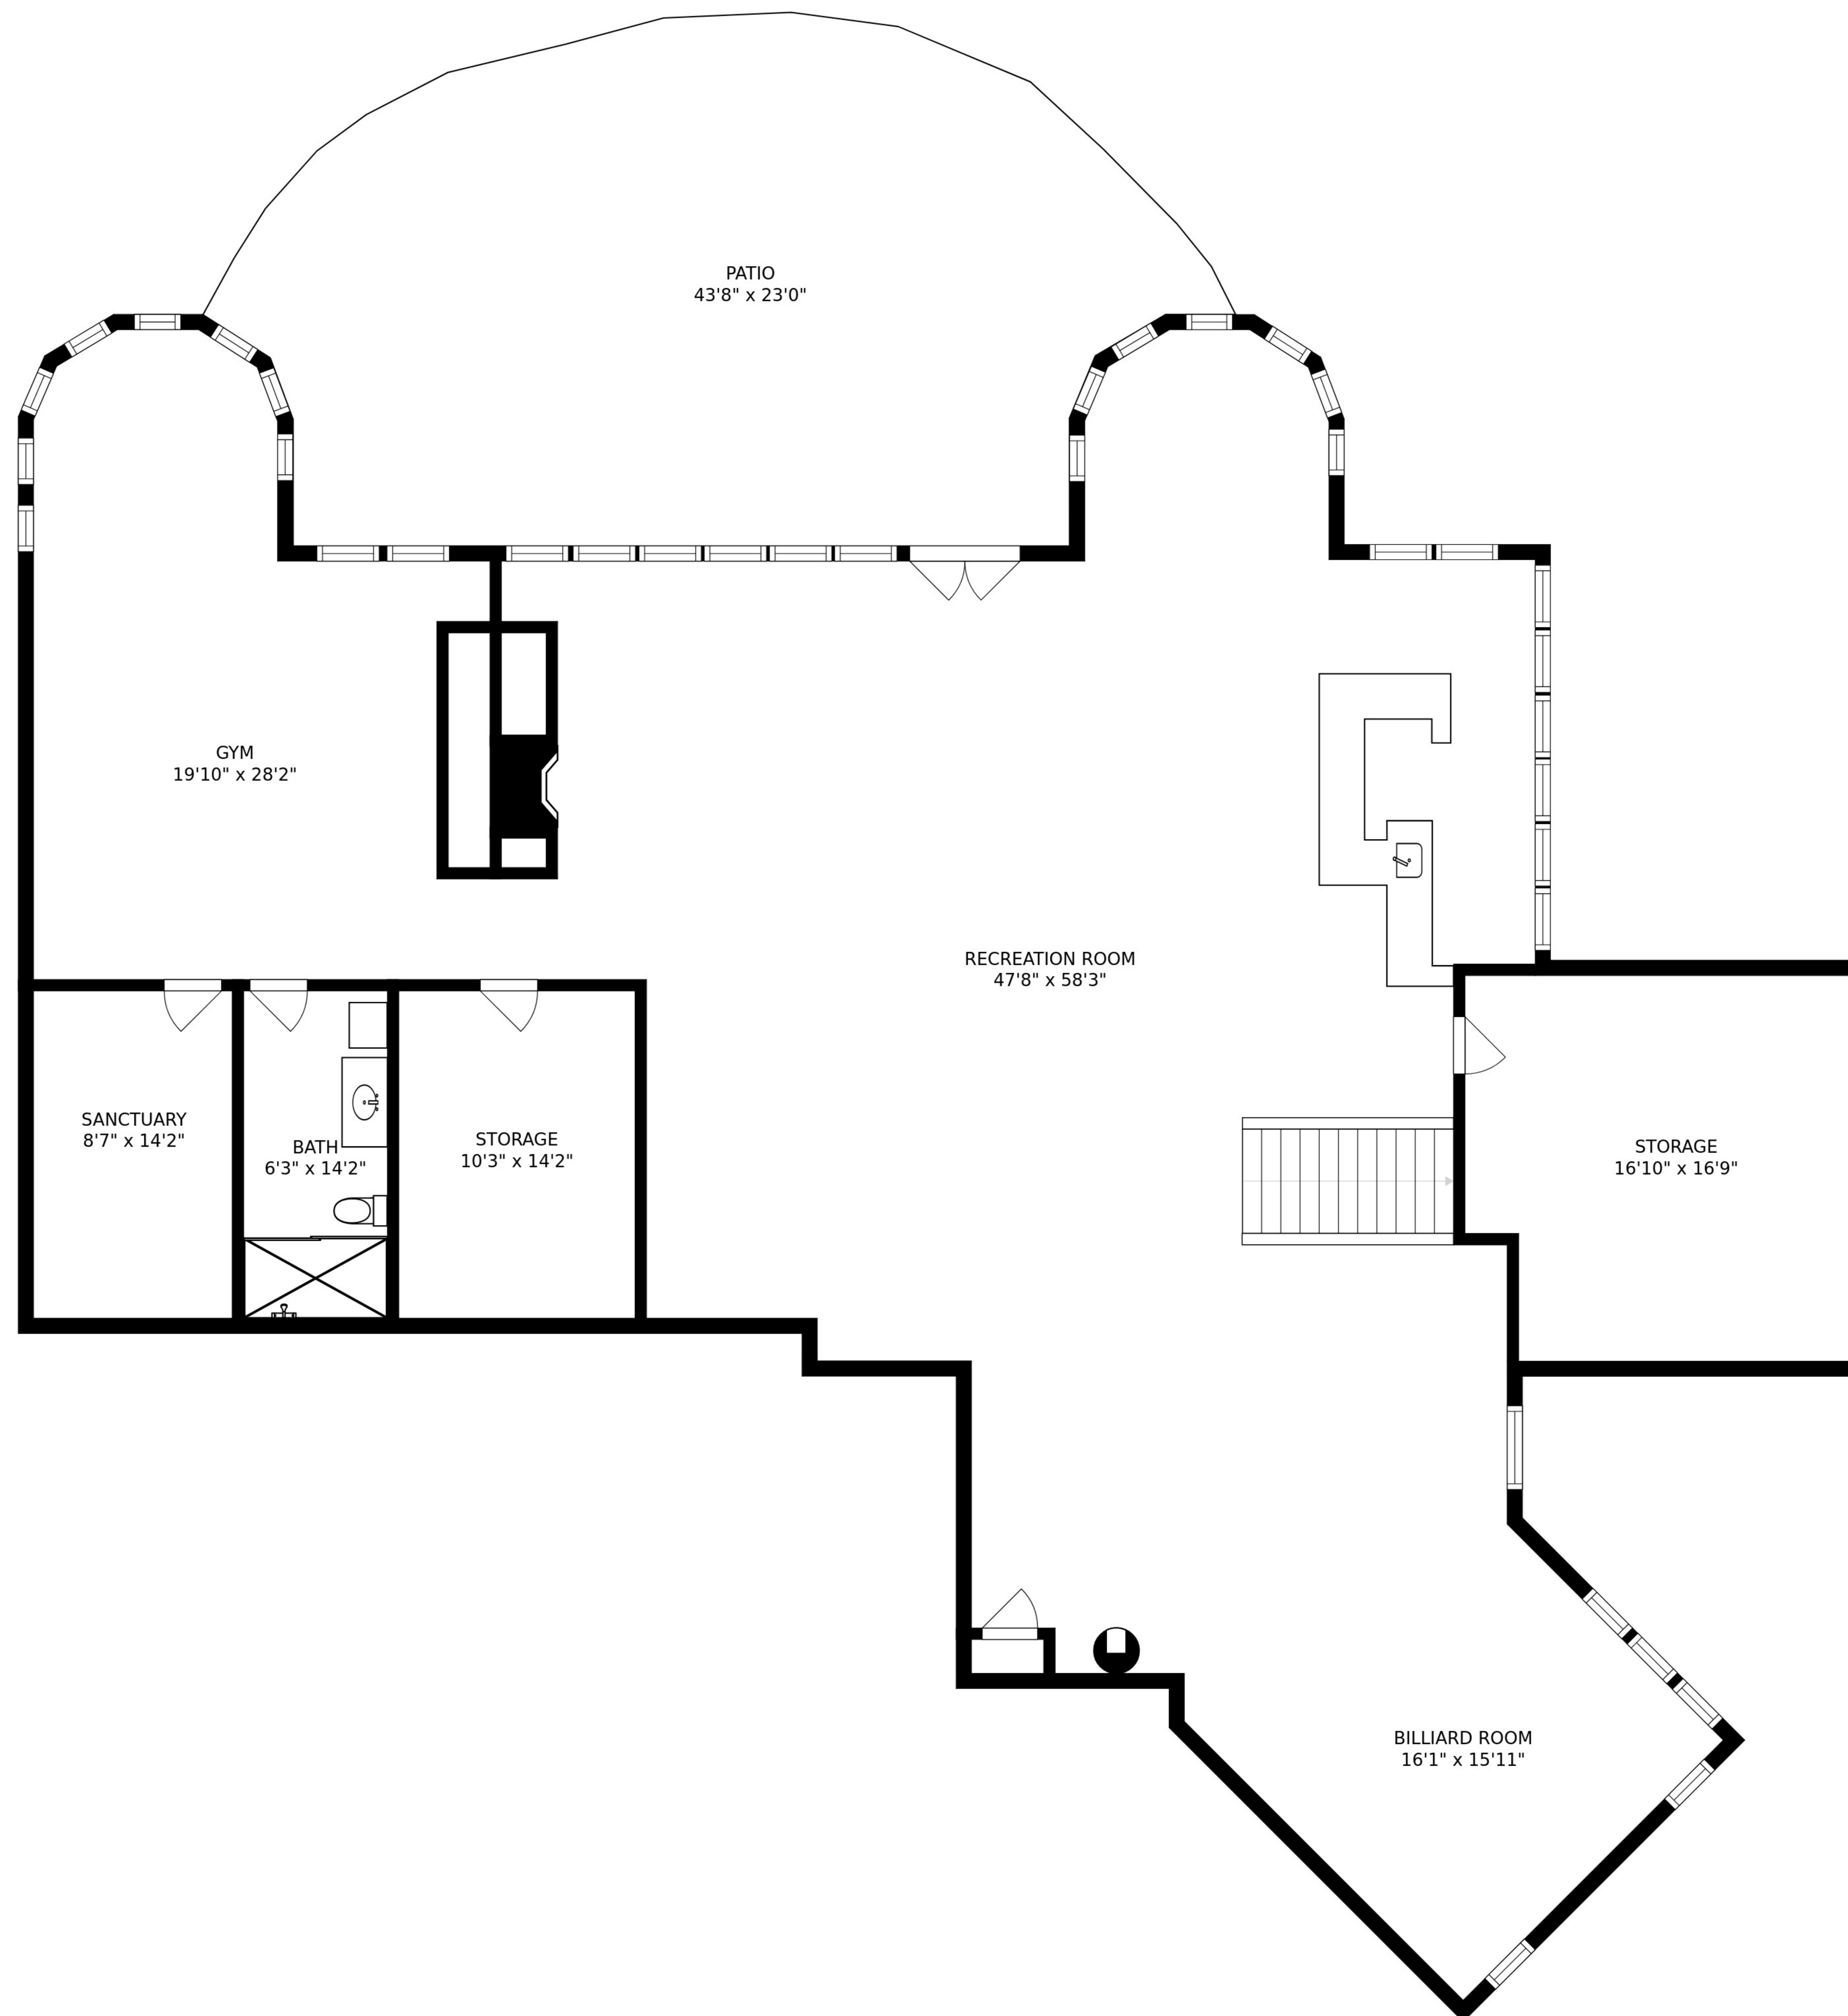 PATIO
43'8" x 23'0"
GYM
19'10" x 28'2"
RECREATION ROOM
47'8" x 58'3"
SANCTUARY
8'7" x 14'2"
BATH
6'3" x 14'2"
STORAGE
10'3" x 14'2"
STORAGE
16'10" x 16'9"
BILLIARD ROOM
16'1" x 15'11"